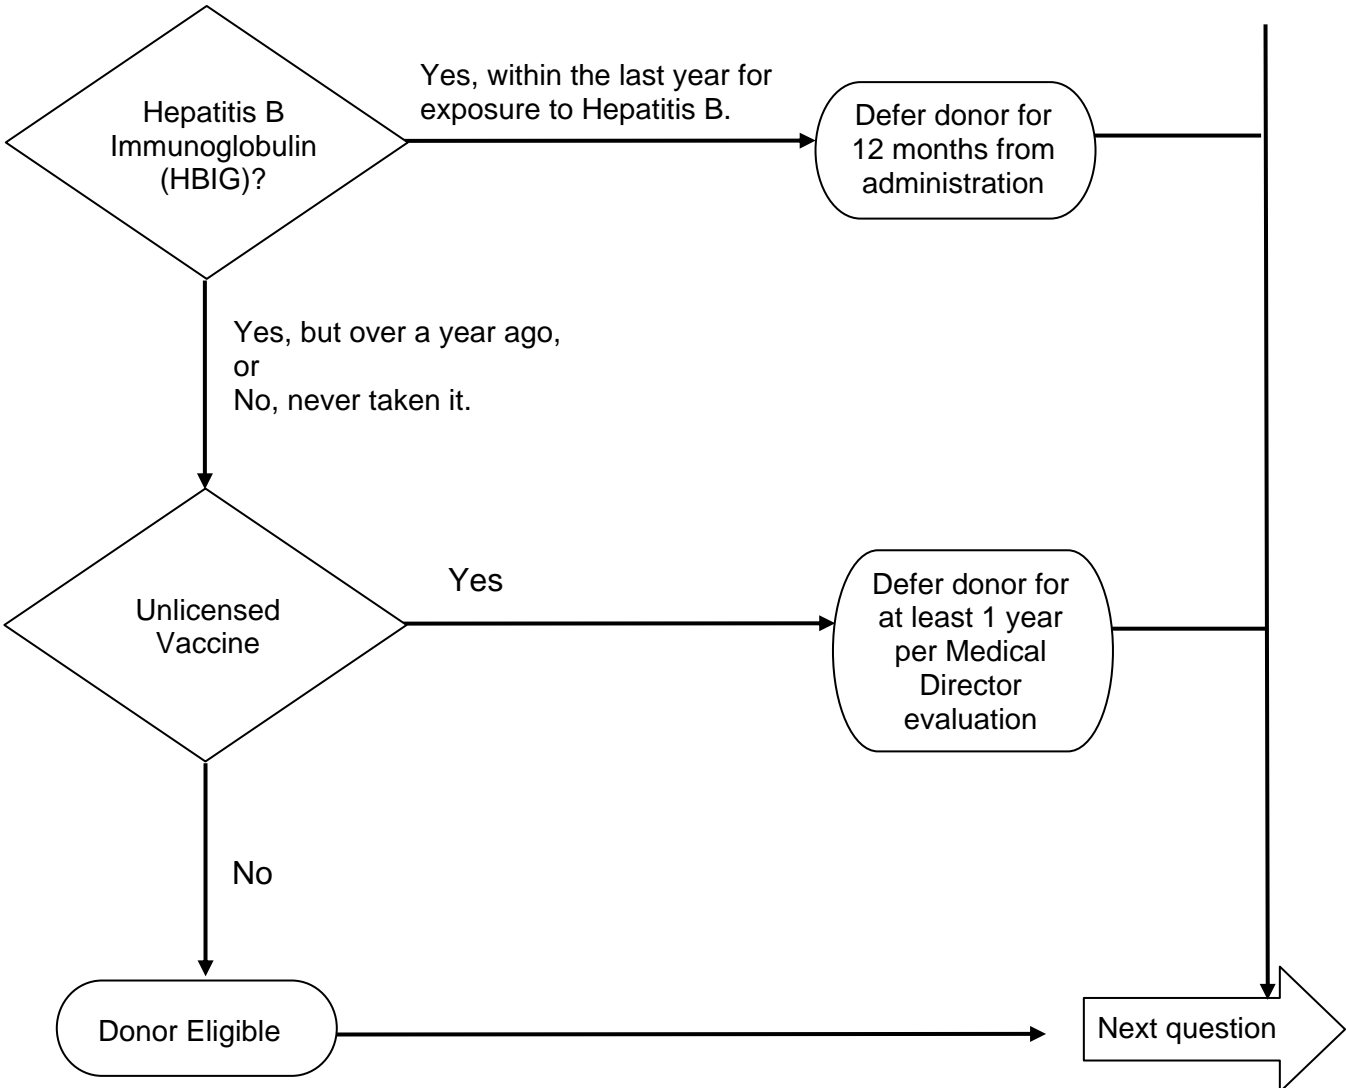 Hepatitis B
Immunoglobulin
(HBIG)?
Yes, within the last year for
exposure to Hepatitis B.
Defer donor for
12 months from
administration
Yes, but over a year ago,
or
No, never taken it.
Unlicensed
Vaccine
Yes
Defer donor for
at least 1 year
per Medical
Director
evaluation
No
Donor Eligible
Next question